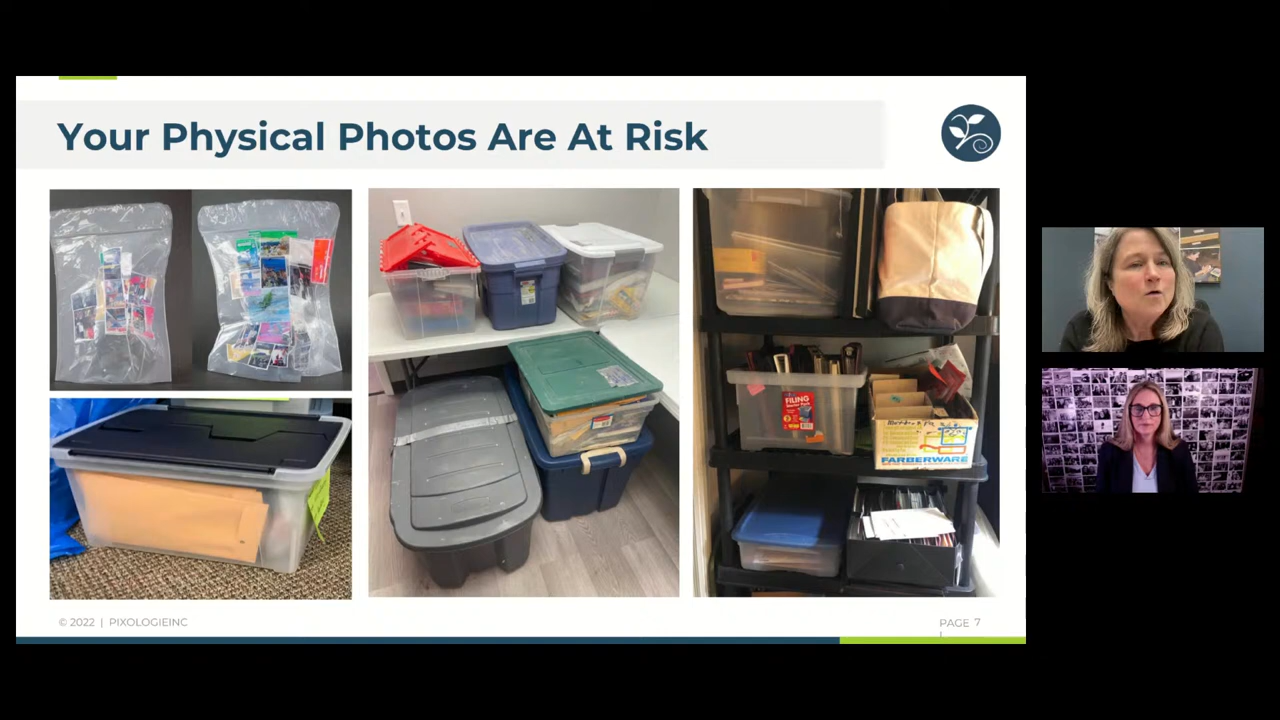 Your Physical Photos Are At Risk
FILING
FARBERWARE
© 2022 | PIXOLOGIEINC
PAGE 7